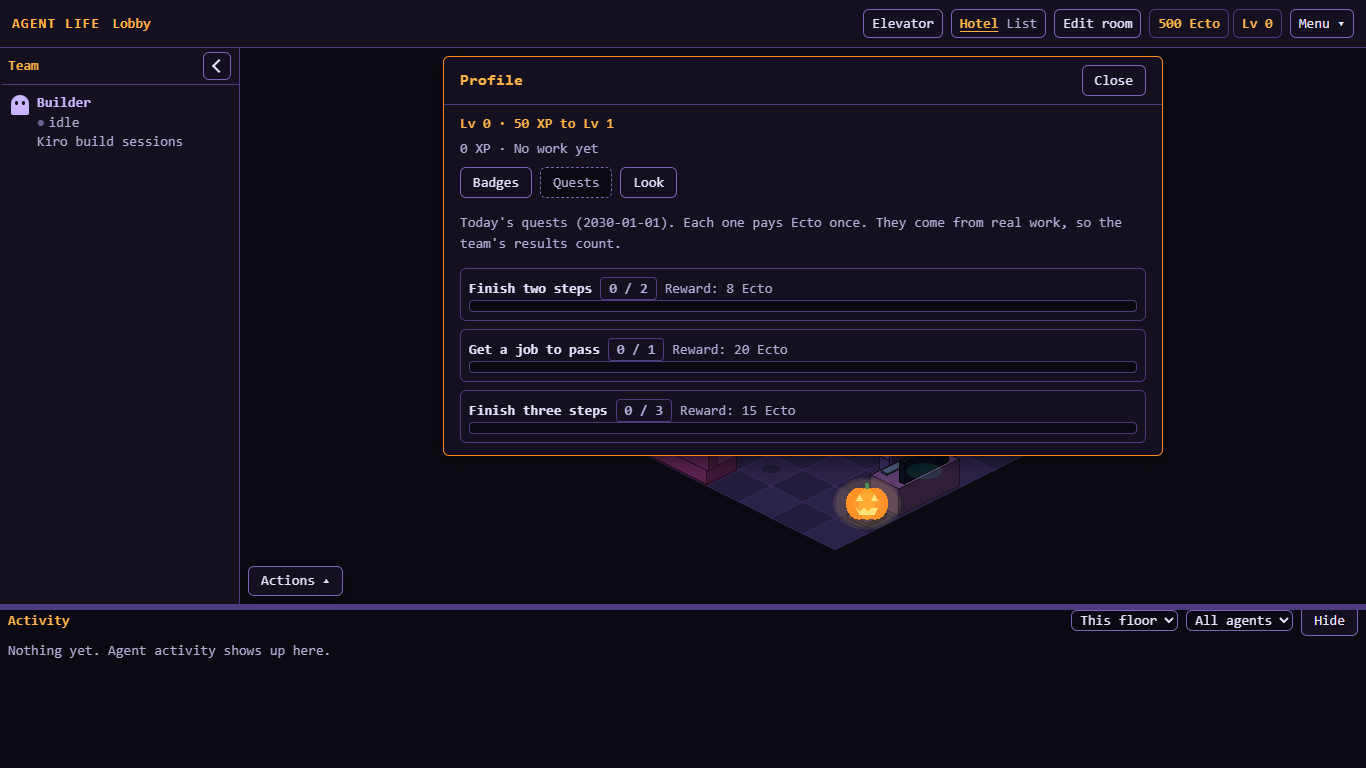 AGENT LIFE Lobby
Elevator Hotel List Edit room 500 Ecto Lv 0 Menu ▾
Team
Builder
idle
Kiro build sessions
Profile
Close
Lv 0 · 50 XP to Lv 1
0 XP · No work yet
Badges Quests Look
Today's quests (2030-01-01). Each one pays Ecto once. They come from real work, so the
team's results count.
Finish two steps 0 / 2 Reward: 8 Ecto
Get a job to pass 0 / 1 Reward: 20 Ecto
Finish three steps 0 / 3 Reward: 15 Ecto
Actions ▴
Activity
This floor All agents Hide
Nothing yet. Agent activity shows up here.